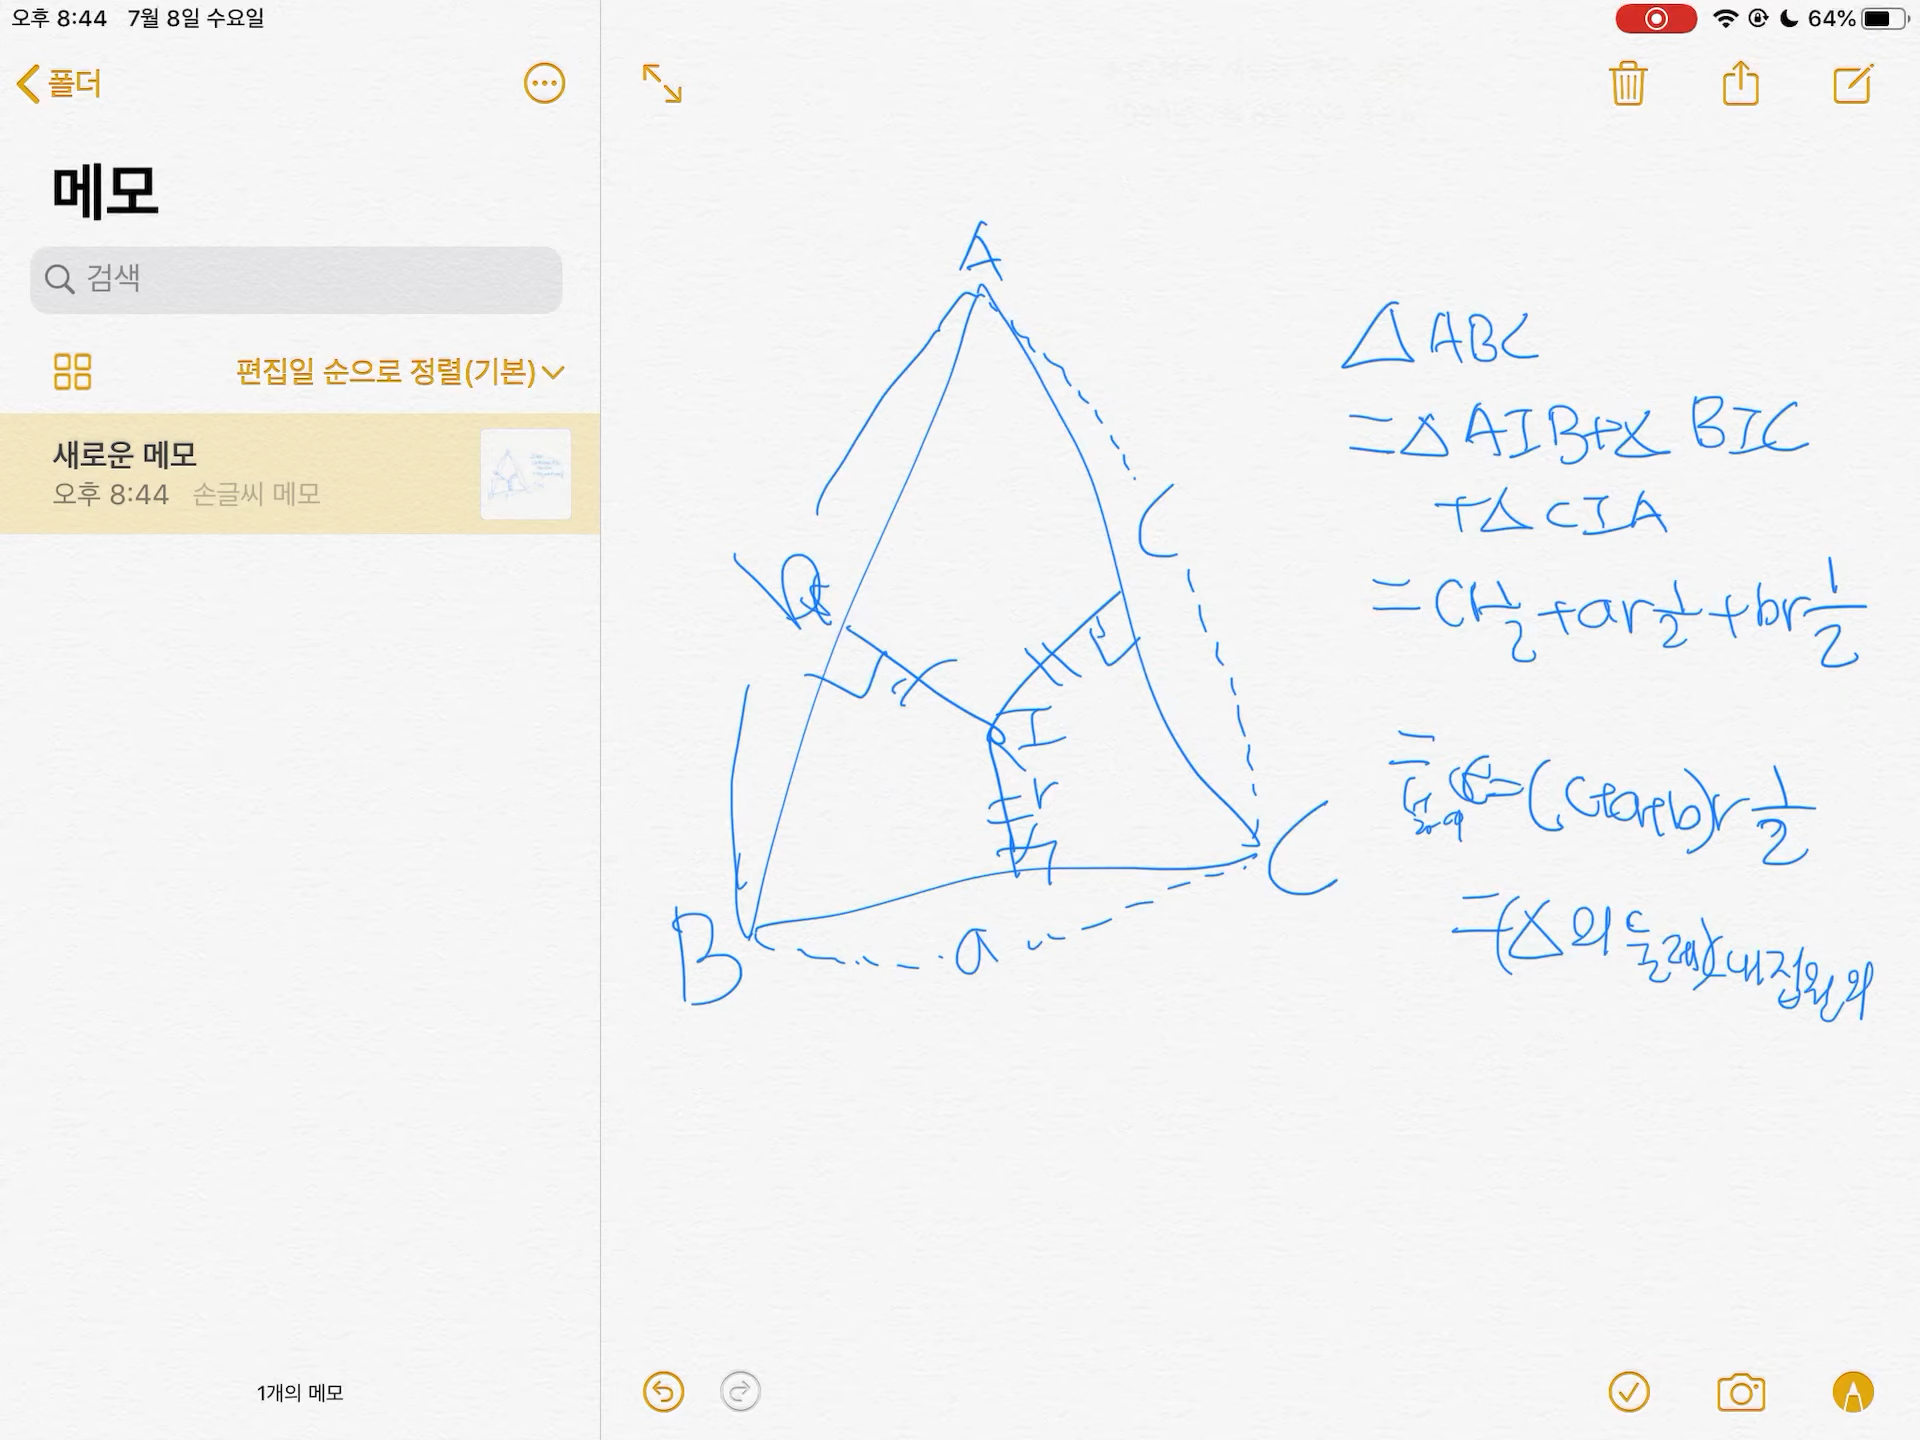 오후 8:44 7월 8일 수요일
64%
폴더
메모
검색
편집일 순으로 정렬(기본)
새로운 메모
오후 8:44 손글씨 메모
1개의 메모
A
C
I
r
B
a
C
△ABC
=△AIB+△BIC
+△CIA
=cr½+ar½+br½
=(c+a+b)r½
=(△의 둘레)×내접원의